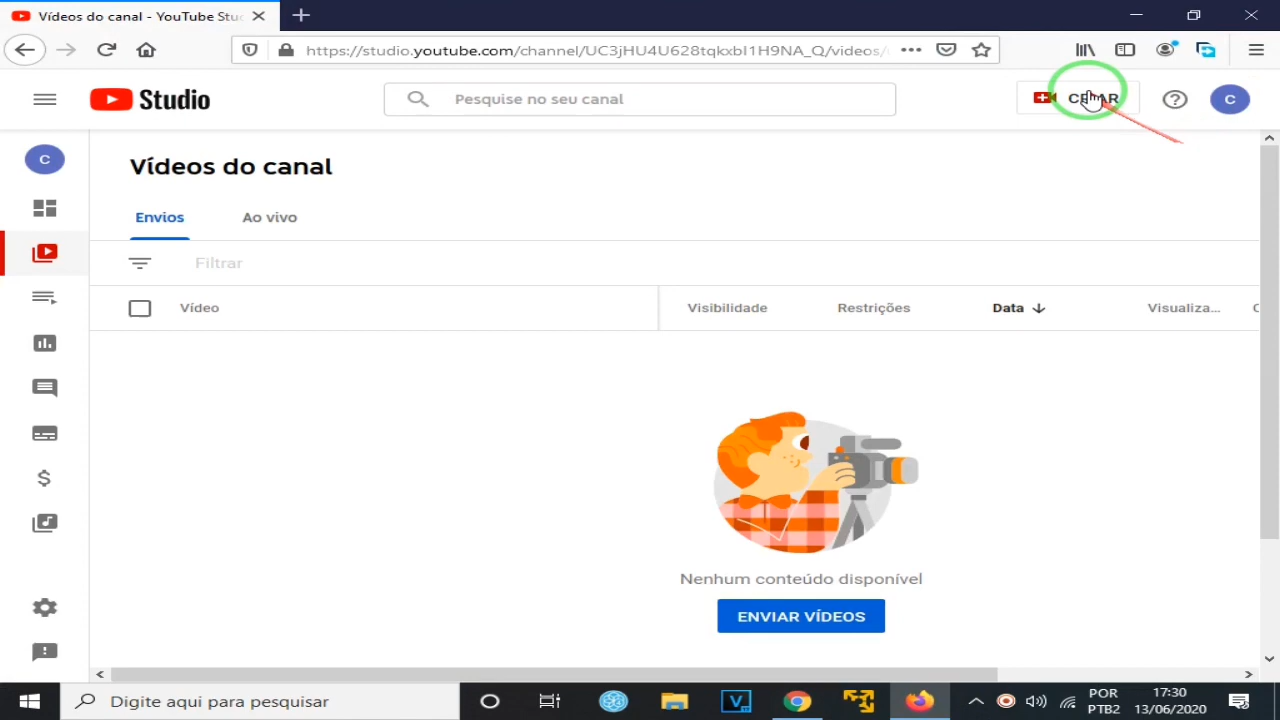 Vídeos do canal - YouTube Stu
https://studio.youtube.com/channel/UC3jHU4U628tqkxbI1H9NA_Q/videos/
Studio
Pesquise no seu canal
C
C
Vídeos do canal
Envios
Ao vivo
Filtrar
Vídeo
Visibilidade
Restrições
Data
Visualiza...
Nenhum conteúdo disponível
ENVIAR VÍDEOS
Digite aqui para pesquisar
POR
PTB2
17:30
13/06/2020